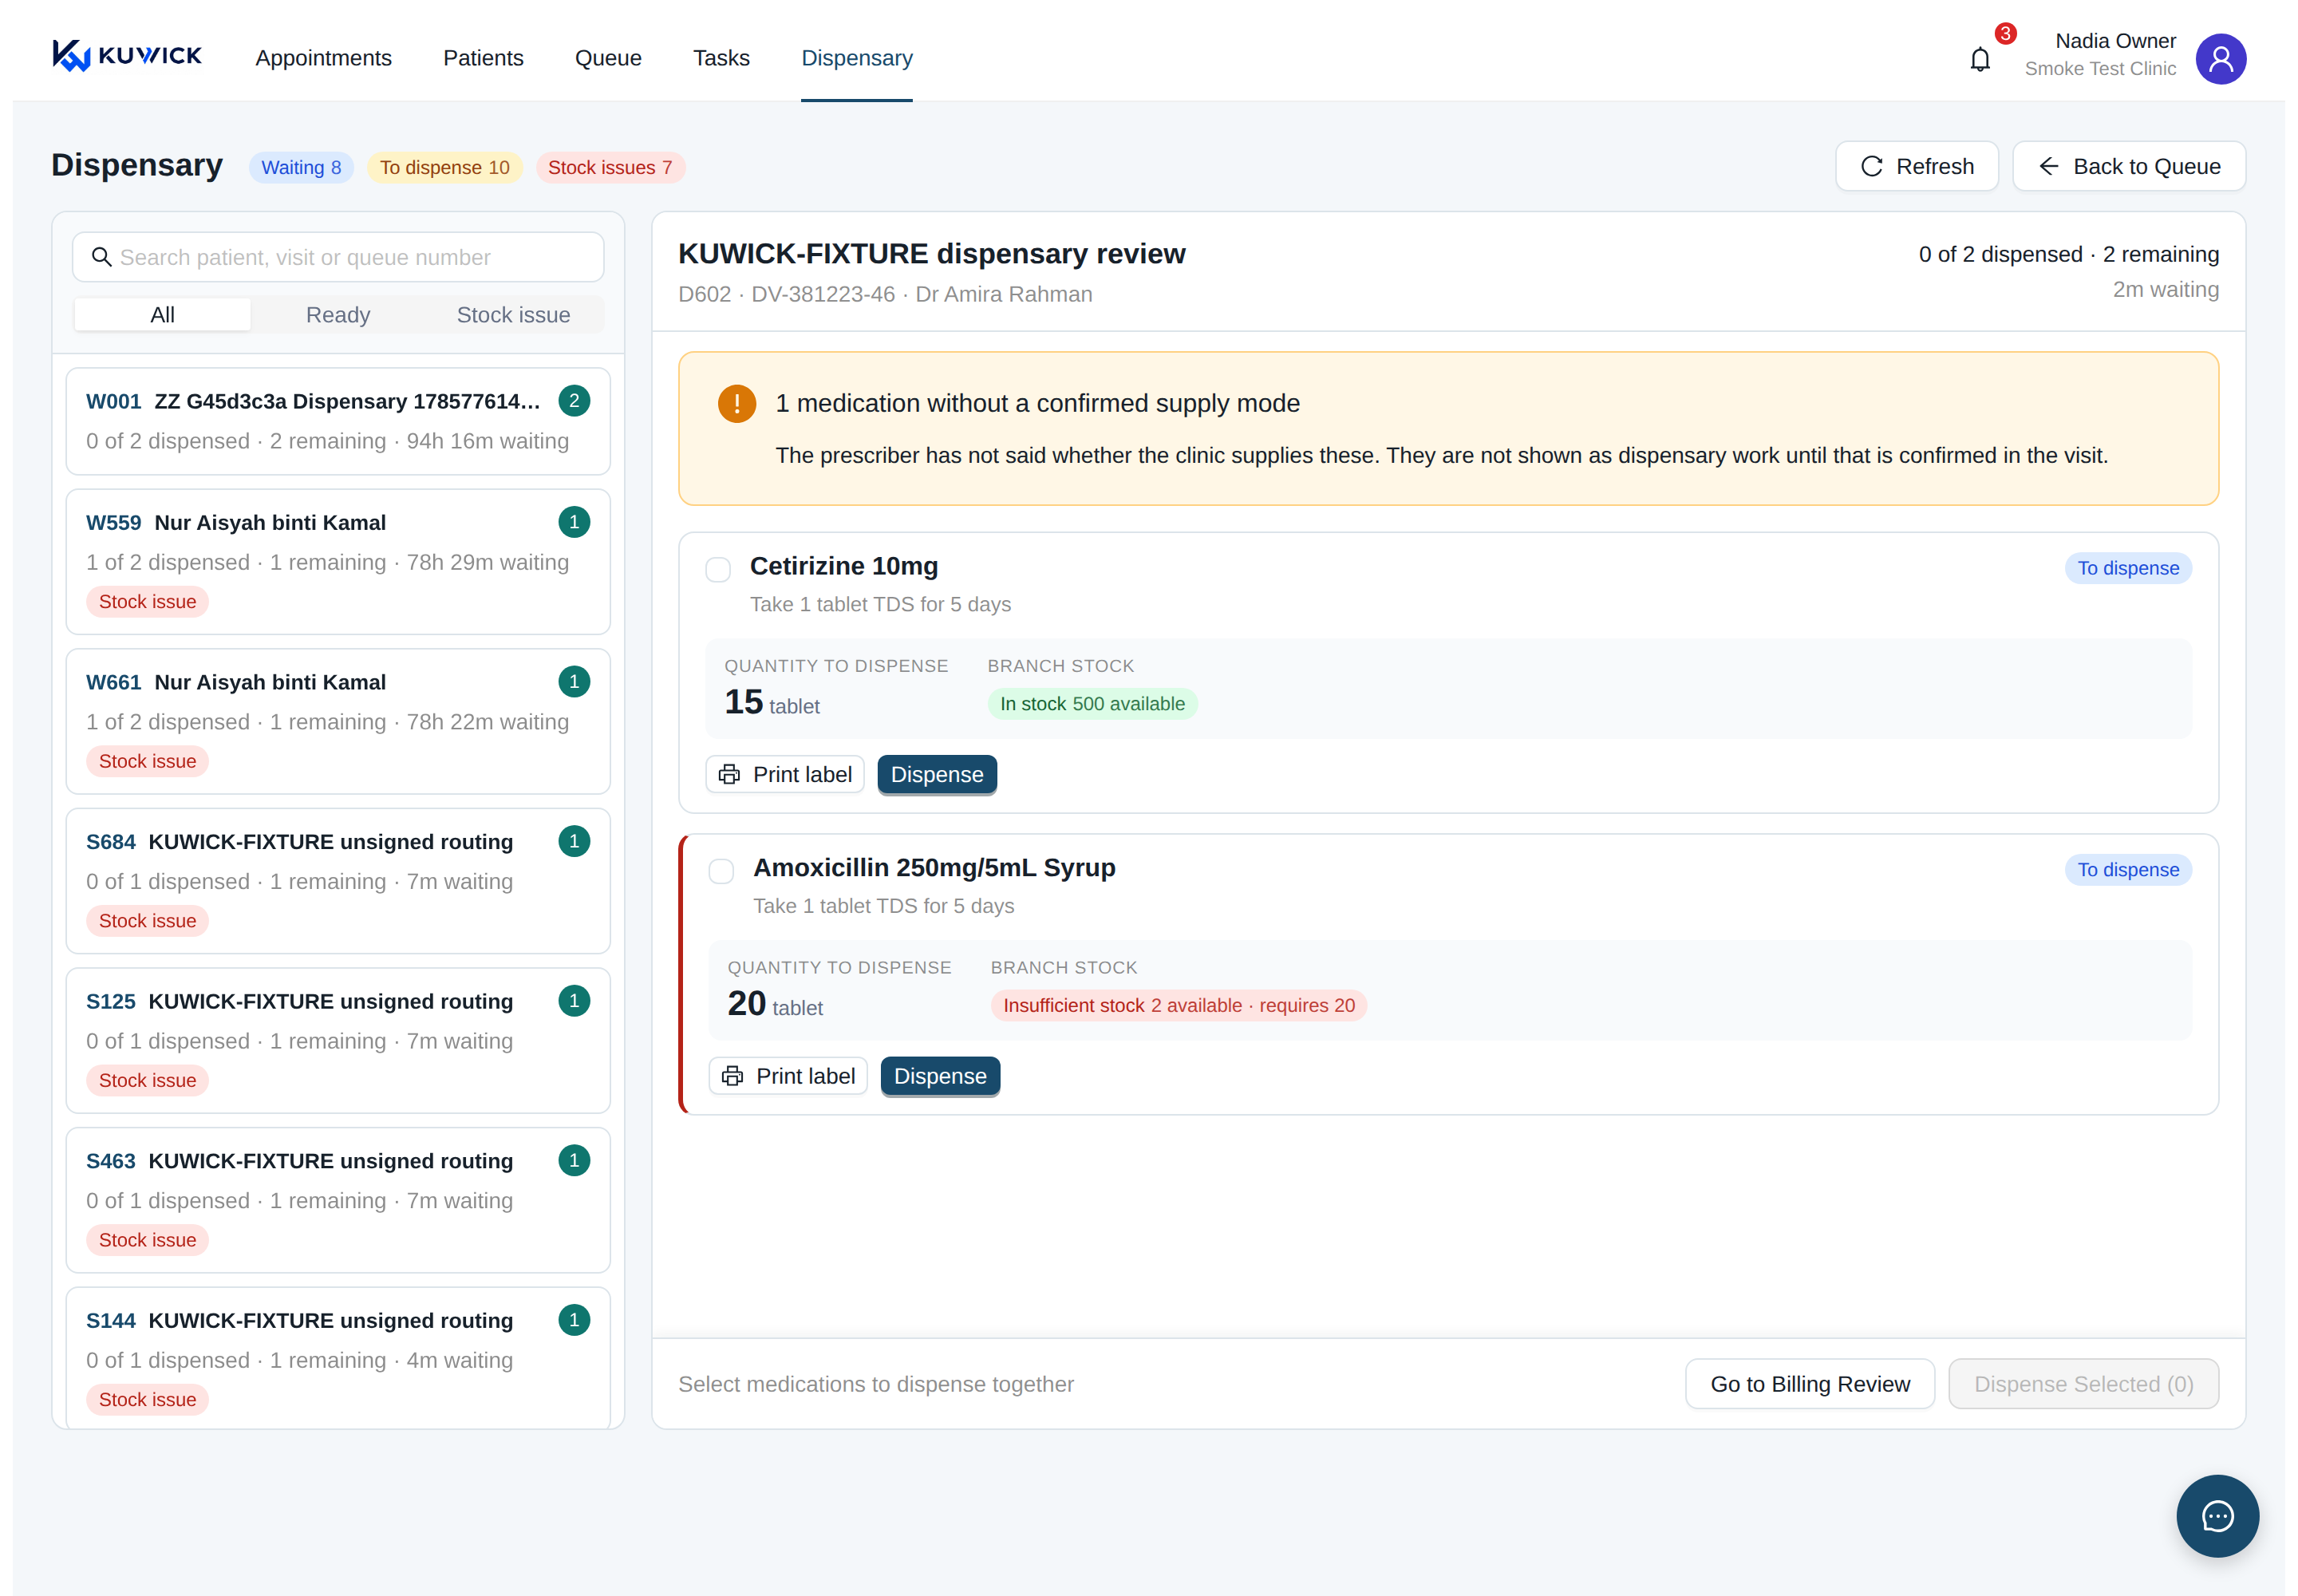 KUWICK
Appointments
Patients
Queue
Tasks
Dispensary
3
Nadia Owner
Smoke Test Clinic
Dispensary
Waiting 8
To dispense 10
Stock issues 7
Refresh
Back to Queue
Search patient, visit or queue number
All
Ready
Stock issue
W001 ZZ G45d3c3a Dispensary 178577614... 2
0 of 2 dispensed · 2 remaining · 94h 16m waiting
W559 Nur Aisyah binti Kamal 1
1 of 2 dispensed · 1 remaining · 78h 29m waiting
Stock issue
W661 Nur Aisyah binti Kamal 1
1 of 2 dispensed · 1 remaining · 78h 22m waiting
Stock issue
S684 KUWICK-FIXTURE unsigned routing 1
0 of 1 dispensed · 1 remaining · 7m waiting
Stock issue
S125 KUWICK-FIXTURE unsigned routing 1
0 of 1 dispensed · 1 remaining · 7m waiting
Stock issue
S463 KUWICK-FIXTURE unsigned routing 1
0 of 1 dispensed · 1 remaining · 7m waiting
Stock issue
S144 KUWICK-FIXTURE unsigned routing 1
0 of 1 dispensed · 1 remaining · 4m waiting
Stock issue
KUWICK-FIXTURE dispensary review
D602 · DV-381223-46 · Dr Amira Rahman
0 of 2 dispensed · 2 remaining
2m waiting
1 medication without a confirmed supply mode
The prescriber has not said whether the clinic supplies these. They are not shown as dispensary work until that is confirmed in the visit.
Cetirizine 10mg
To dispense
Take 1 tablet TDS for 5 days
QUANTITY TO DISPENSE
BRANCH STOCK
15 tablet
In stock 500 available
Print label
Dispense
Amoxicillin 250mg/5mL Syrup
To dispense
Take 1 tablet TDS for 5 days
QUANTITY TO DISPENSE
BRANCH STOCK
20 tablet
Insufficient stock 2 available · requires 20
Print label
Dispense
Select medications to dispense together
Go to Billing Review
Dispense Selected (0)